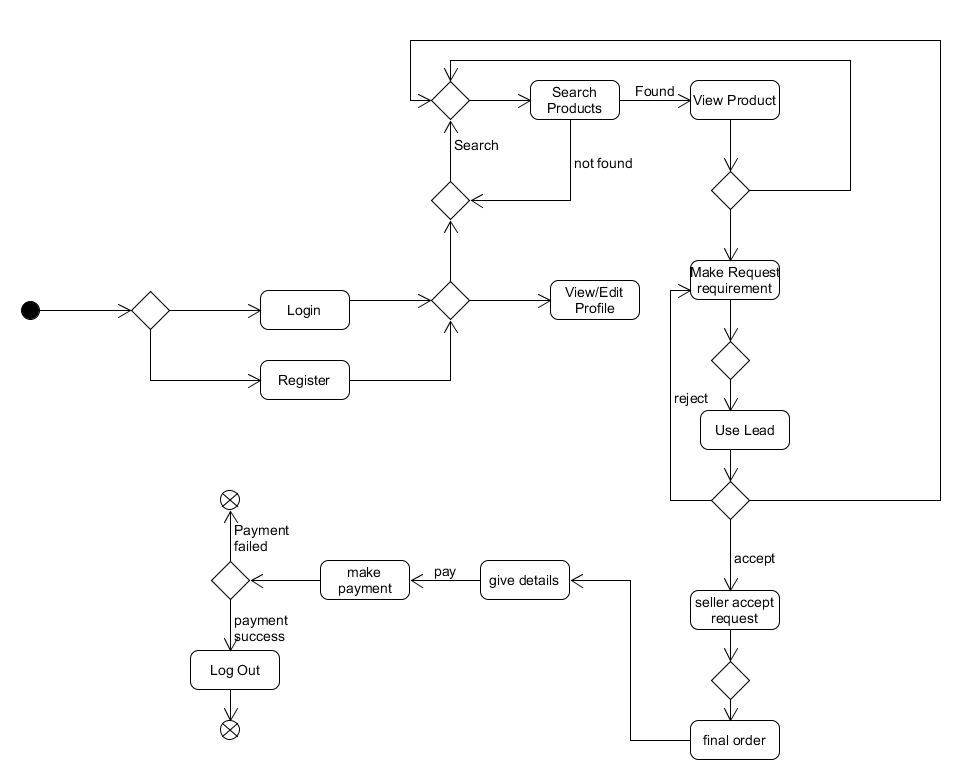 Search
Products
Found
View Product
Search
not found
Make Request
requirement
Login
View/Edit
Profile
Register
reject
Use Lead
Payment
failed
accept
make
payment
pay
give details
seller accept
request
payment
success
Log Out
final order